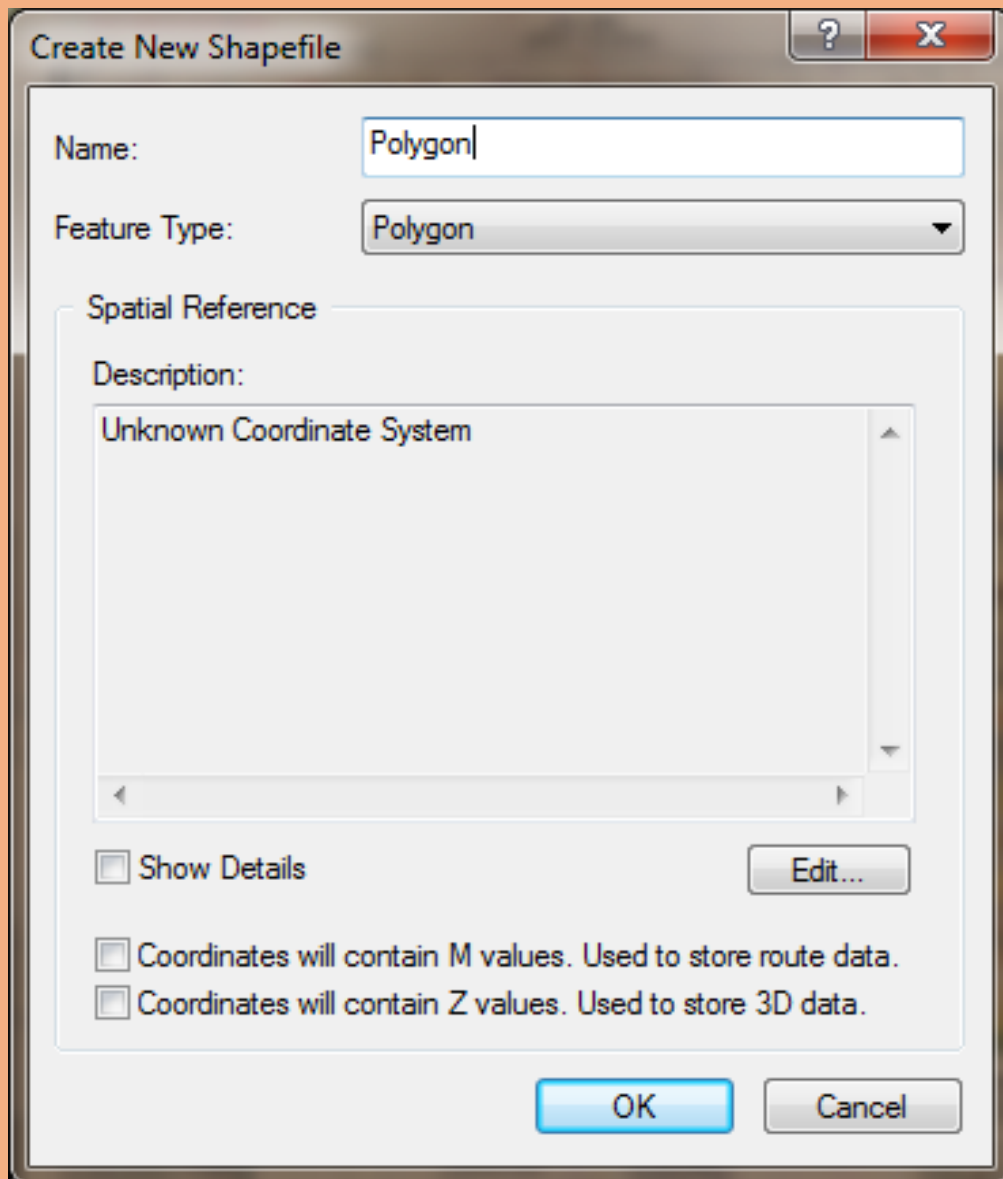 Create New Shapefile
?
Name:
Polygon
Feature Type:
Polygon
Spatial Reference
Description:
Unknown Coordinate System
Show Details
Edit...
Coordinates will contain M values. Used to store route data.
Coordinates will contain Z values. Used to store 3D data.
OK
Cancel